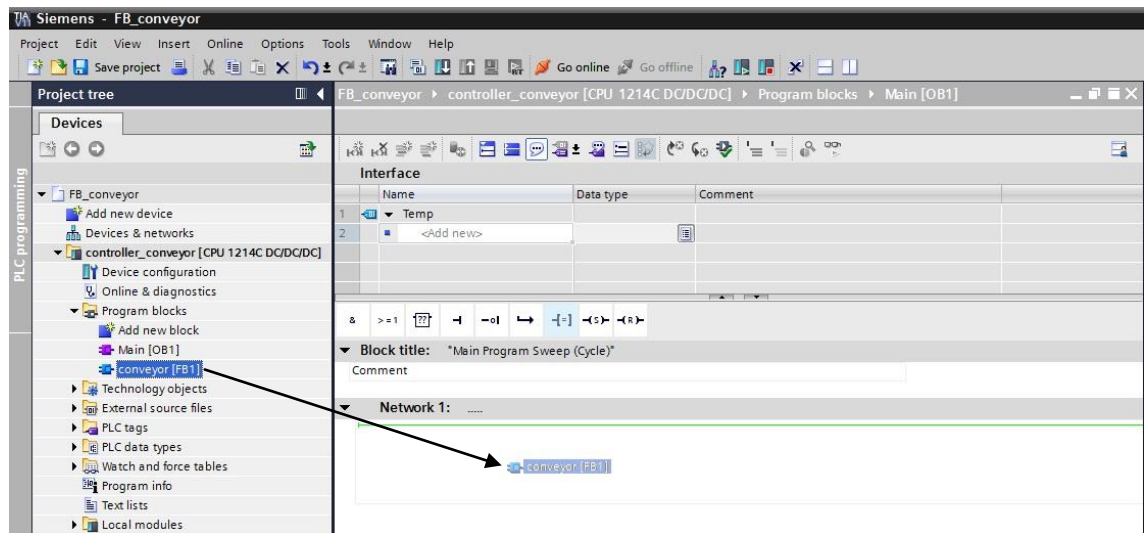 Siemens - FB_conveyor
Project Edit View Insert Online Options Tools Window Help
Save project Go online Go offline
Project tree
FB_conveyor ▸ controller_conveyor [CPU 1214C DC/DC/DC] ▸ Program blocks ▸ Main [OB1]
Devices
PLC programming
FB_conveyor
Add new device
Devices & networks
controller_conveyor [CPU 1214C DC/DC/DC]
Device configuration
Online & diagnostics
Program blocks
Add new block
Main [OB1]
conveyor [FB1]
Technology objects
External source files
PLC tags
PLC data types
Watch and force tables
Program info
Text lists
Local modules
Interface
Name Data type Comment
1 Temp
2 <Add new>
& >=1 ?? -| -o| -[=] -(S)- -(R)-
Block title: "Main Program Sweep (Cycle)"
Comment
Network 1: .....
conveyor [FB1]